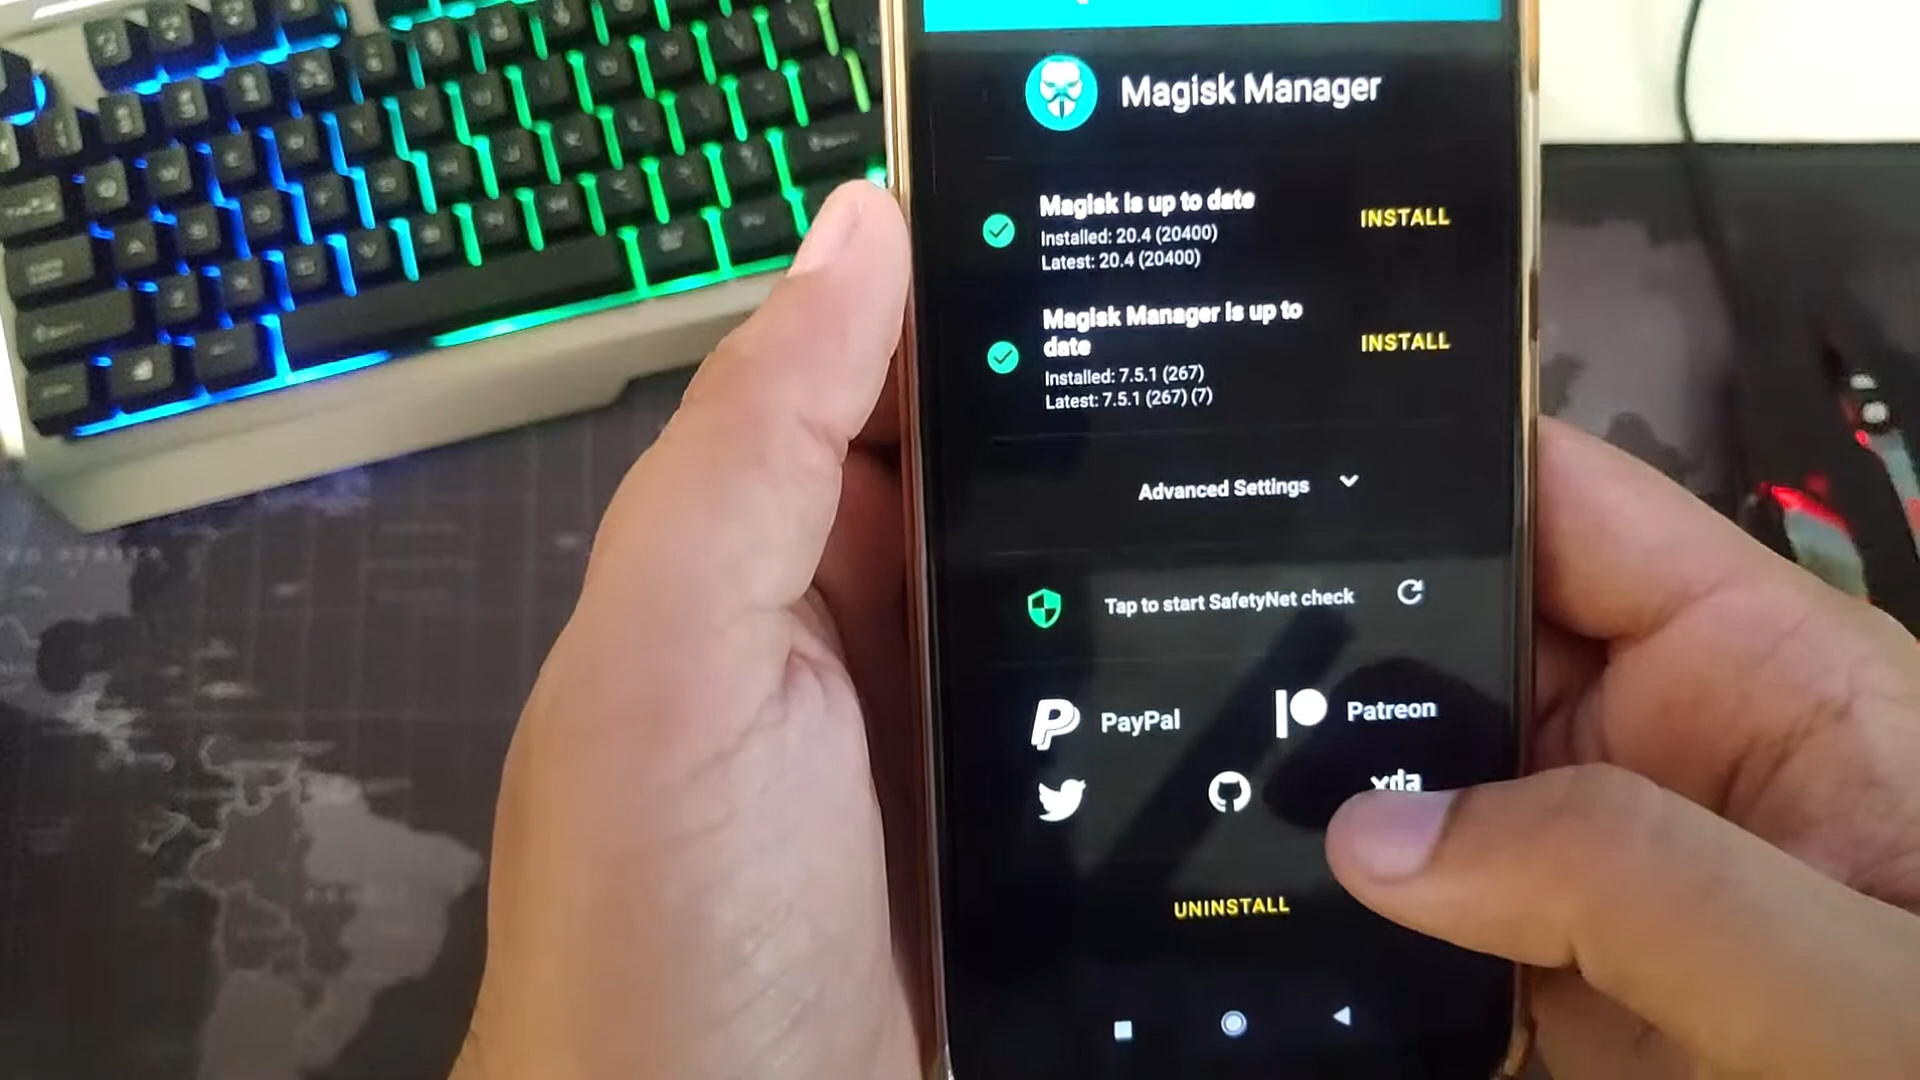 Magisk Manager
Magisk is up to date
INSTALL
Installed: 20.4 (20400)
Latest: 20.4 (20400)
Magisk Manager is up to
date
INSTALL
Installed: 7.5.1 (267)
Latest: 7.5.1 (267) (7)
Advanced Settings
Tap to start SafetyNet check
PayPal
Patreon
xda
UNINSTALL